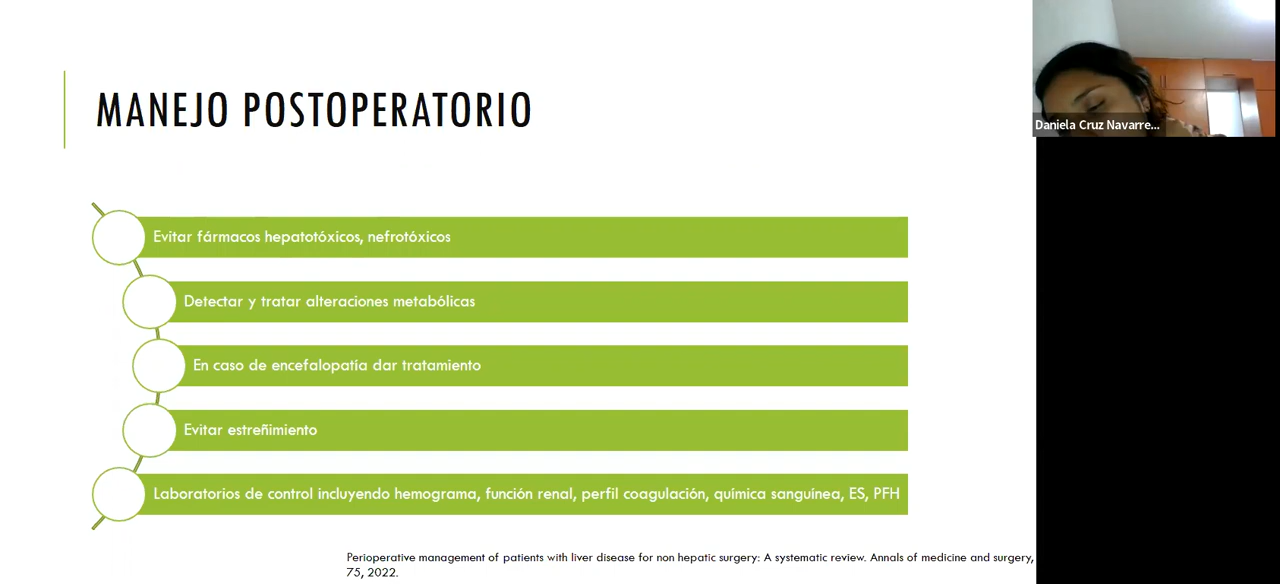 MANEJO POSTOPERATORIO
Daniela Cruz Navarre...
Evitar fármacos hepatotóxicos, nefrotóxicos
Detectar y tratar alteraciones metabólicas
En caso de encefalopatía dar tratamiento
Evitar estreñimiento
Laboratorios de control incluyendo hemograma, función renal, perfil coagulación, química sanguínea, ES, PFH
Perioperative management of patients with liver disease for non hepatic surgery: A systematic review. Annals of medicine and surgery,
75, 2022.